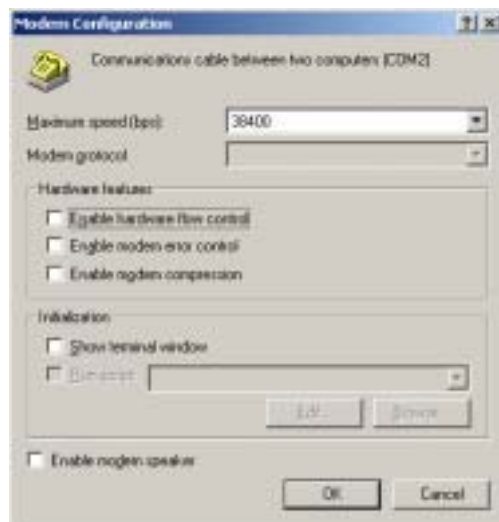 Modem Configuration
Communications cable between two computers (COM2)
Maximum speed (bps):
38400
Modem protocol
Hardware features
Enable hardware flow control
Enable modem error control
Enable modem compression
Initialization
Show terminal window
Run script
Edit...
Browse...
Enable modem speaker
OK
Cancel